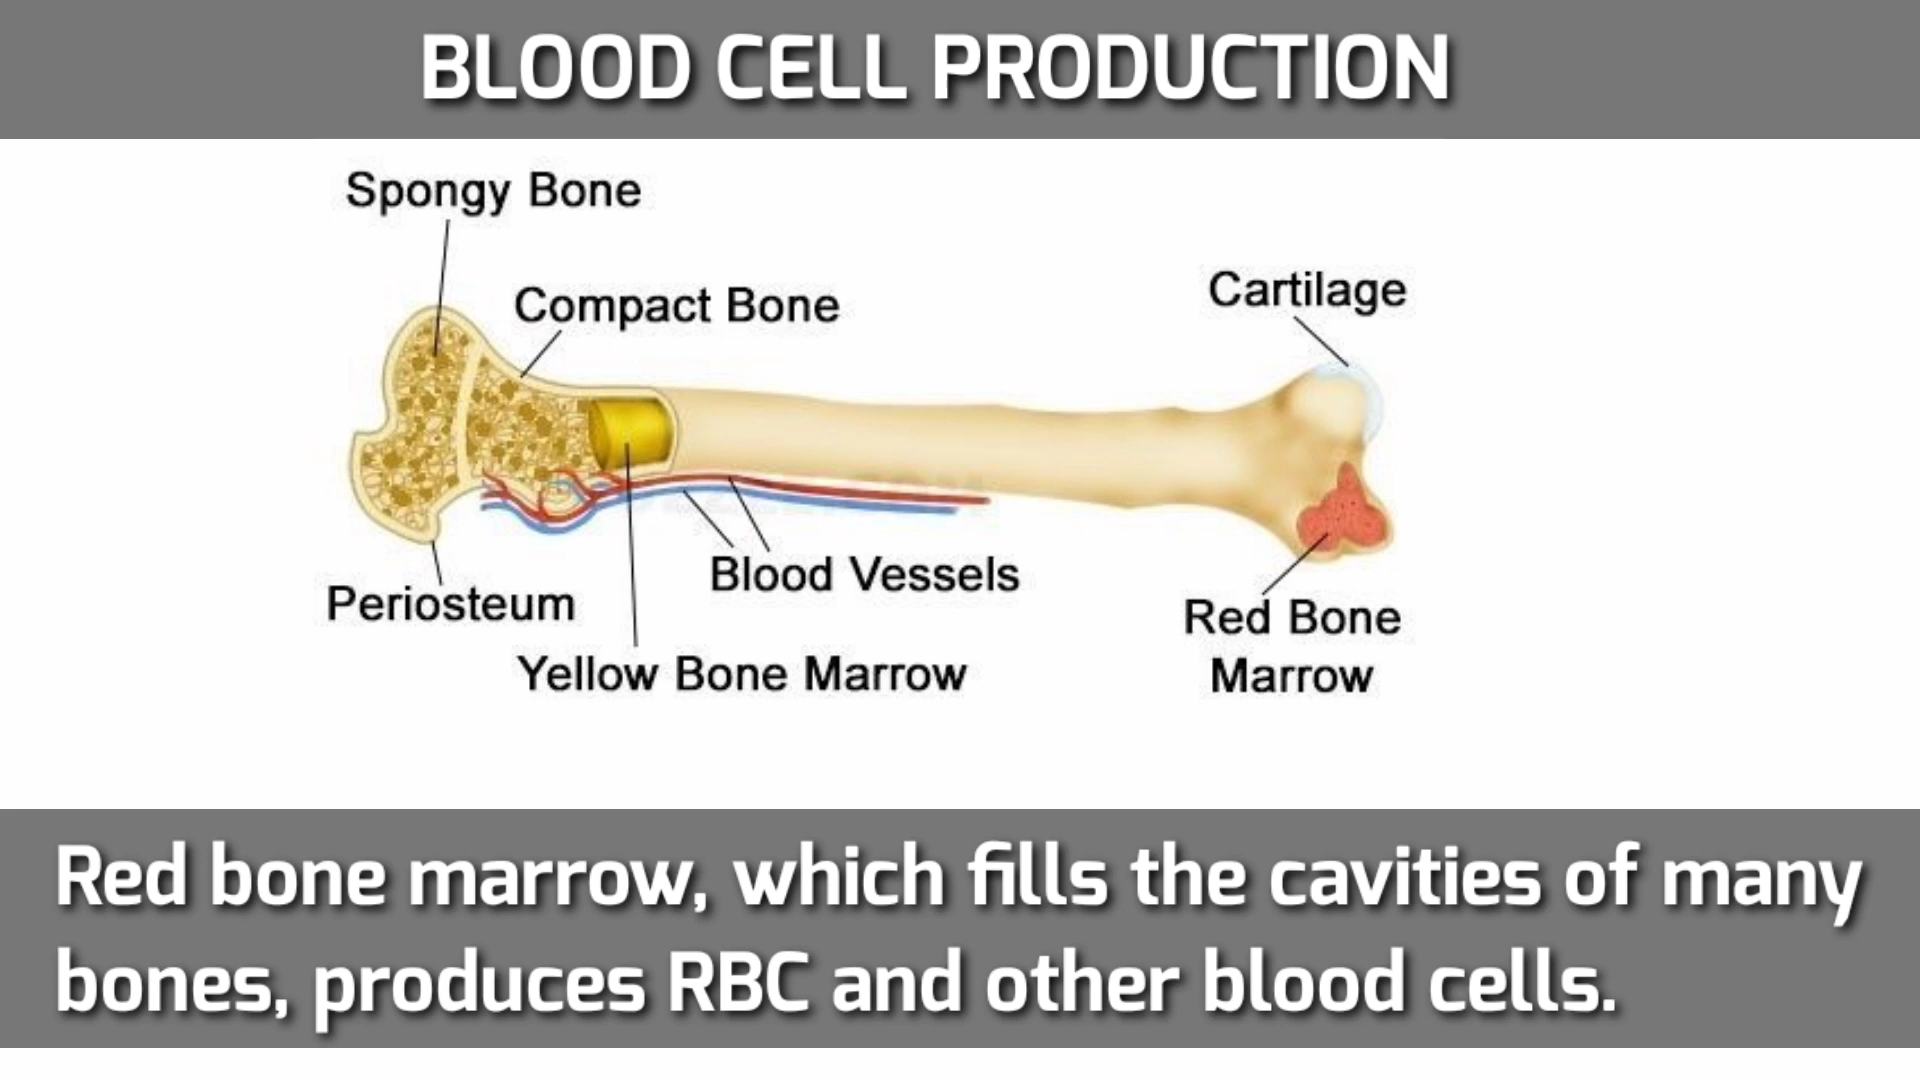 BLOOD CELL PRODUCTION
Spongy Bone
Compact Bone
Cartilage
Blood Vessels
Periosteum
Yellow Bone Marrow
Red Bone
Marrow
Red bone marrow, which fills the cavities of many
bones, produces RBC and other blood cells.